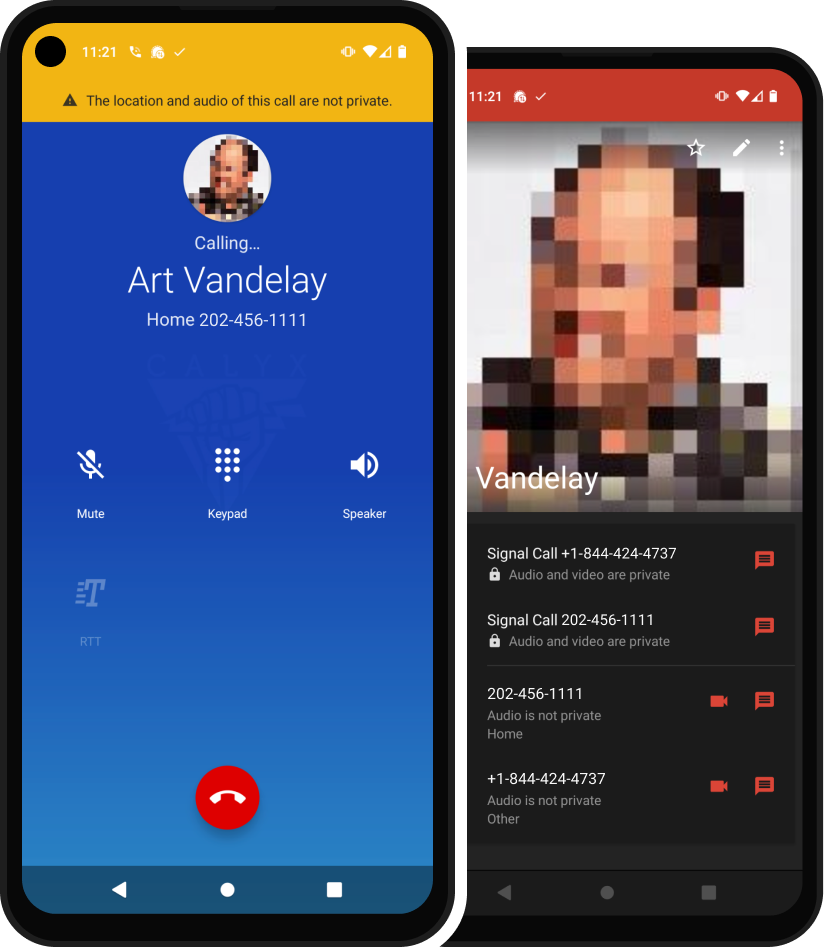 11:21
The location and audio of this call are not private.
Calling...
Art Vandelay
Home 202-456-1111
CALYX
Mute
Keypad
Speaker
RTT
11:21
Vandelay
Signal Call +1-844-424-4737
Audio and video are private
Signal Call 202-456-1111
Audio and video are private
202-456-1111
Audio is not private
Home
+1-844-424-4737
Audio is not private
Other